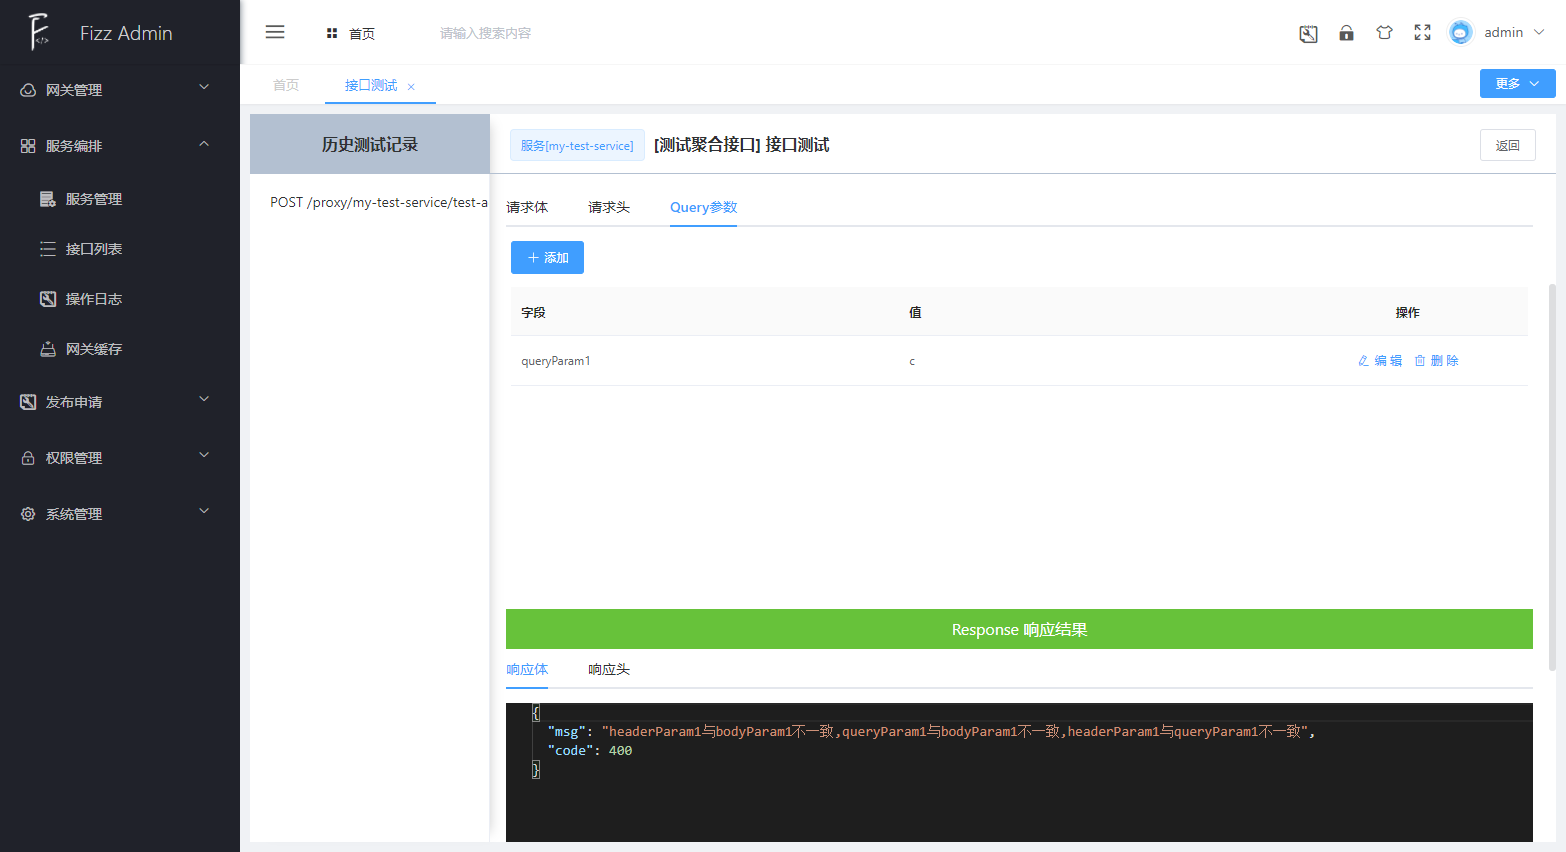 Fizz Admin
首页
请输入搜索内容
admin
首页
接口测试 ×
更多
网关管理
服务编排
服务管理
接口列表
操作日志
网关缓存
发布申请
权限管理
系统管理
历史测试记录
POST /proxy/my-test-service/test-a
服务[my-test-service]
[测试聚合接口] 接口测试
返回
请求体
请求头
Query参数
添加
字段
值
操作
queryParam1
c
编辑
删除
Response 响应结果
响应体
响应头
{
"msg": "headerParam1与bodyParam1不一致,queryParam1与bodyParam1不一致,headerParam1与queryParam1不一致",
"code": 400
}